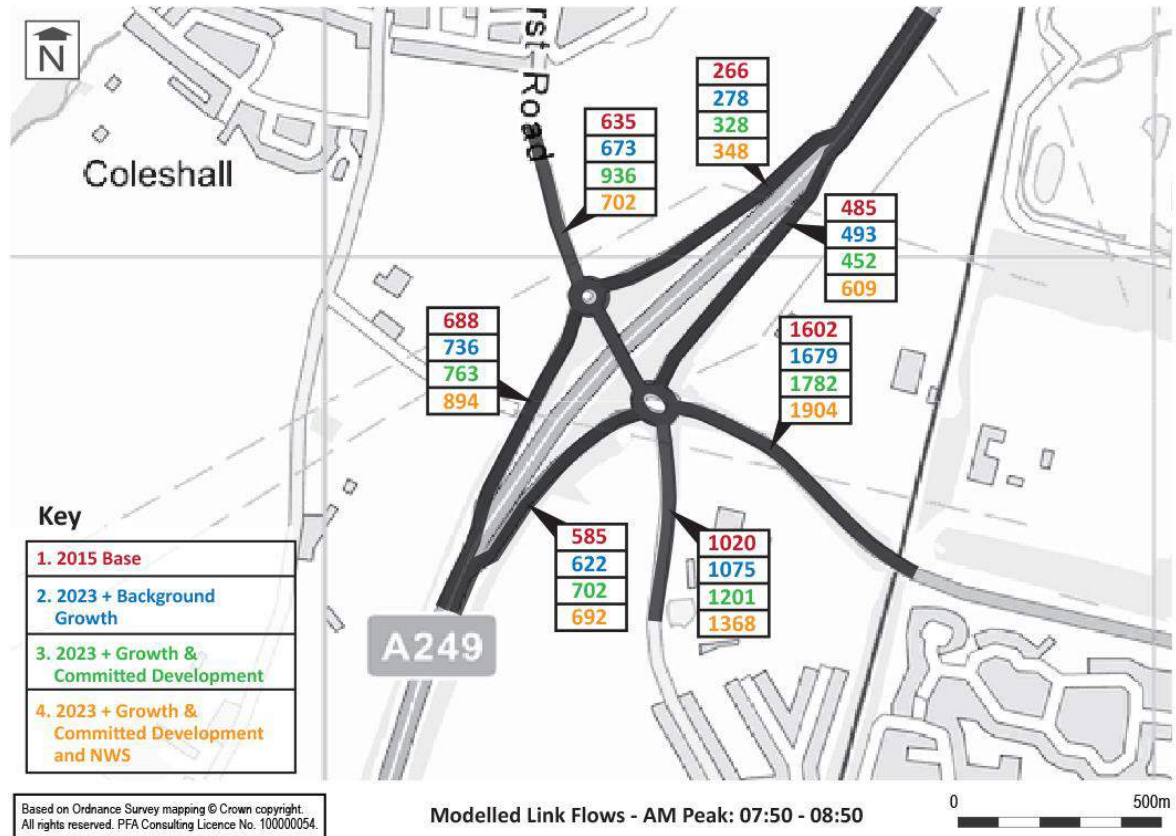 N
rst Road
Coleshall
266
278
328
348
635
673
936
702
485
493
452
609
688
736
763
894
1602
1679
1782
1904
585
622
702
692
1020
1075
1201
1368
A249
Key
1. 2015 Base
2. 2023 + Background
Growth
3. 2023 + Growth &
Committed Development
4. 2023 + Growth &
Committed Development
and NWS
Based on Ordnance Survey mapping © Crown copyright.
All rights reserved. PFA Consulting Licence No. 100000054.
Modelled Link Flows - AM Peak: 07:50 - 08:50
0 500m